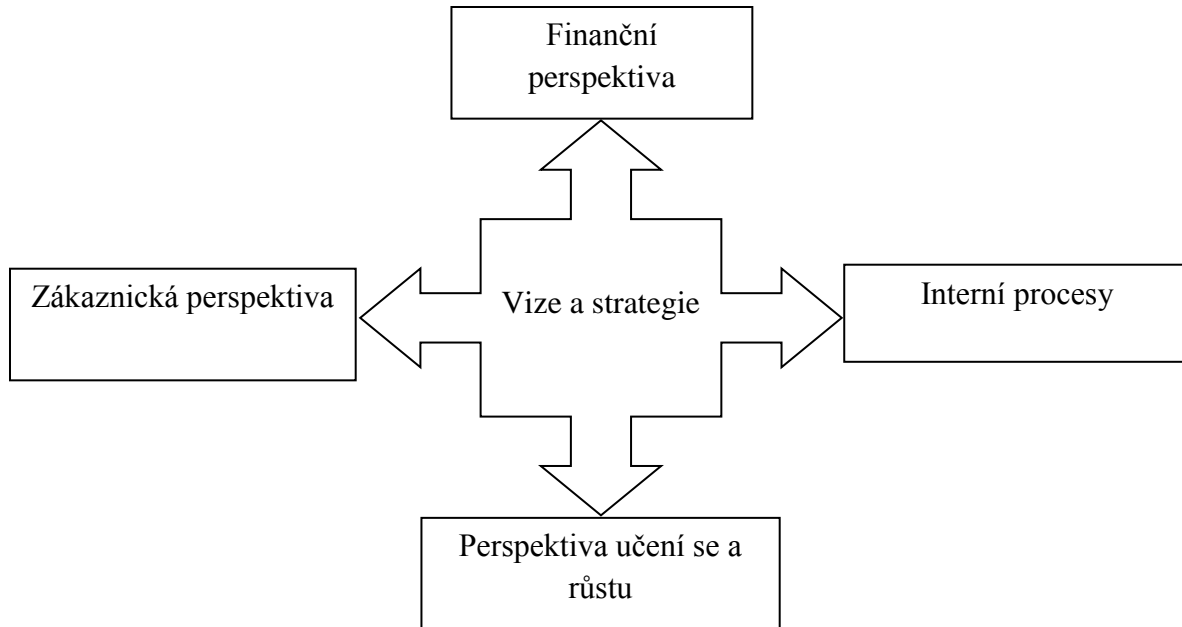 Finanční
perspektiva
Zákaznická perspektiva
Vize a strategie
Interní procesy
Perspektiva učení se a
růstu